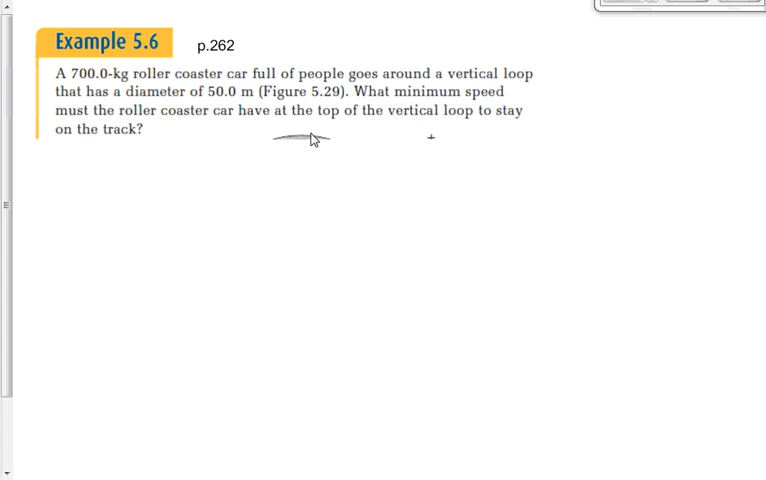 Example 5.6
p.262
A 700.0-kg roller coaster car full of people goes around a vertical loop
that has a diameter of 50.0 m (Figure 5.29). What minimum speed
must the roller coaster car have at the top of the vertical loop to stay
on the track?